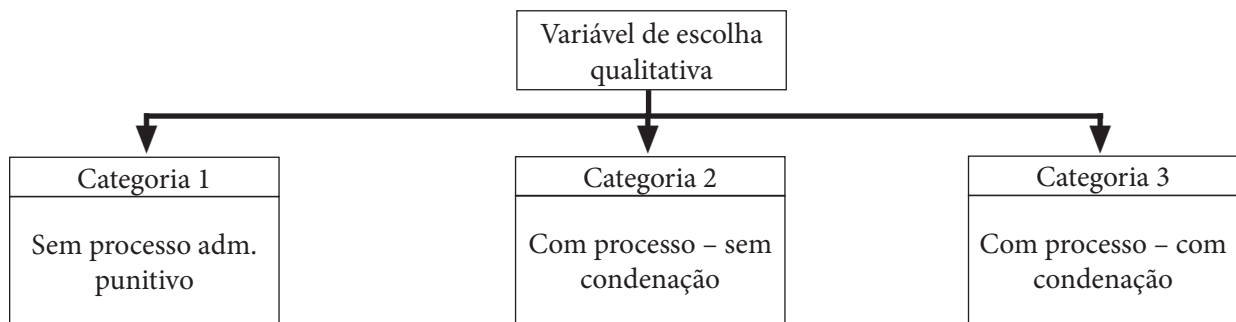 Variável de escolha
qualitativa
Categoria 1
Sem processo adm.
punitivo
Categoria 2
Com processo – sem
condenação
Categoria 3
Com processo – com
condenação